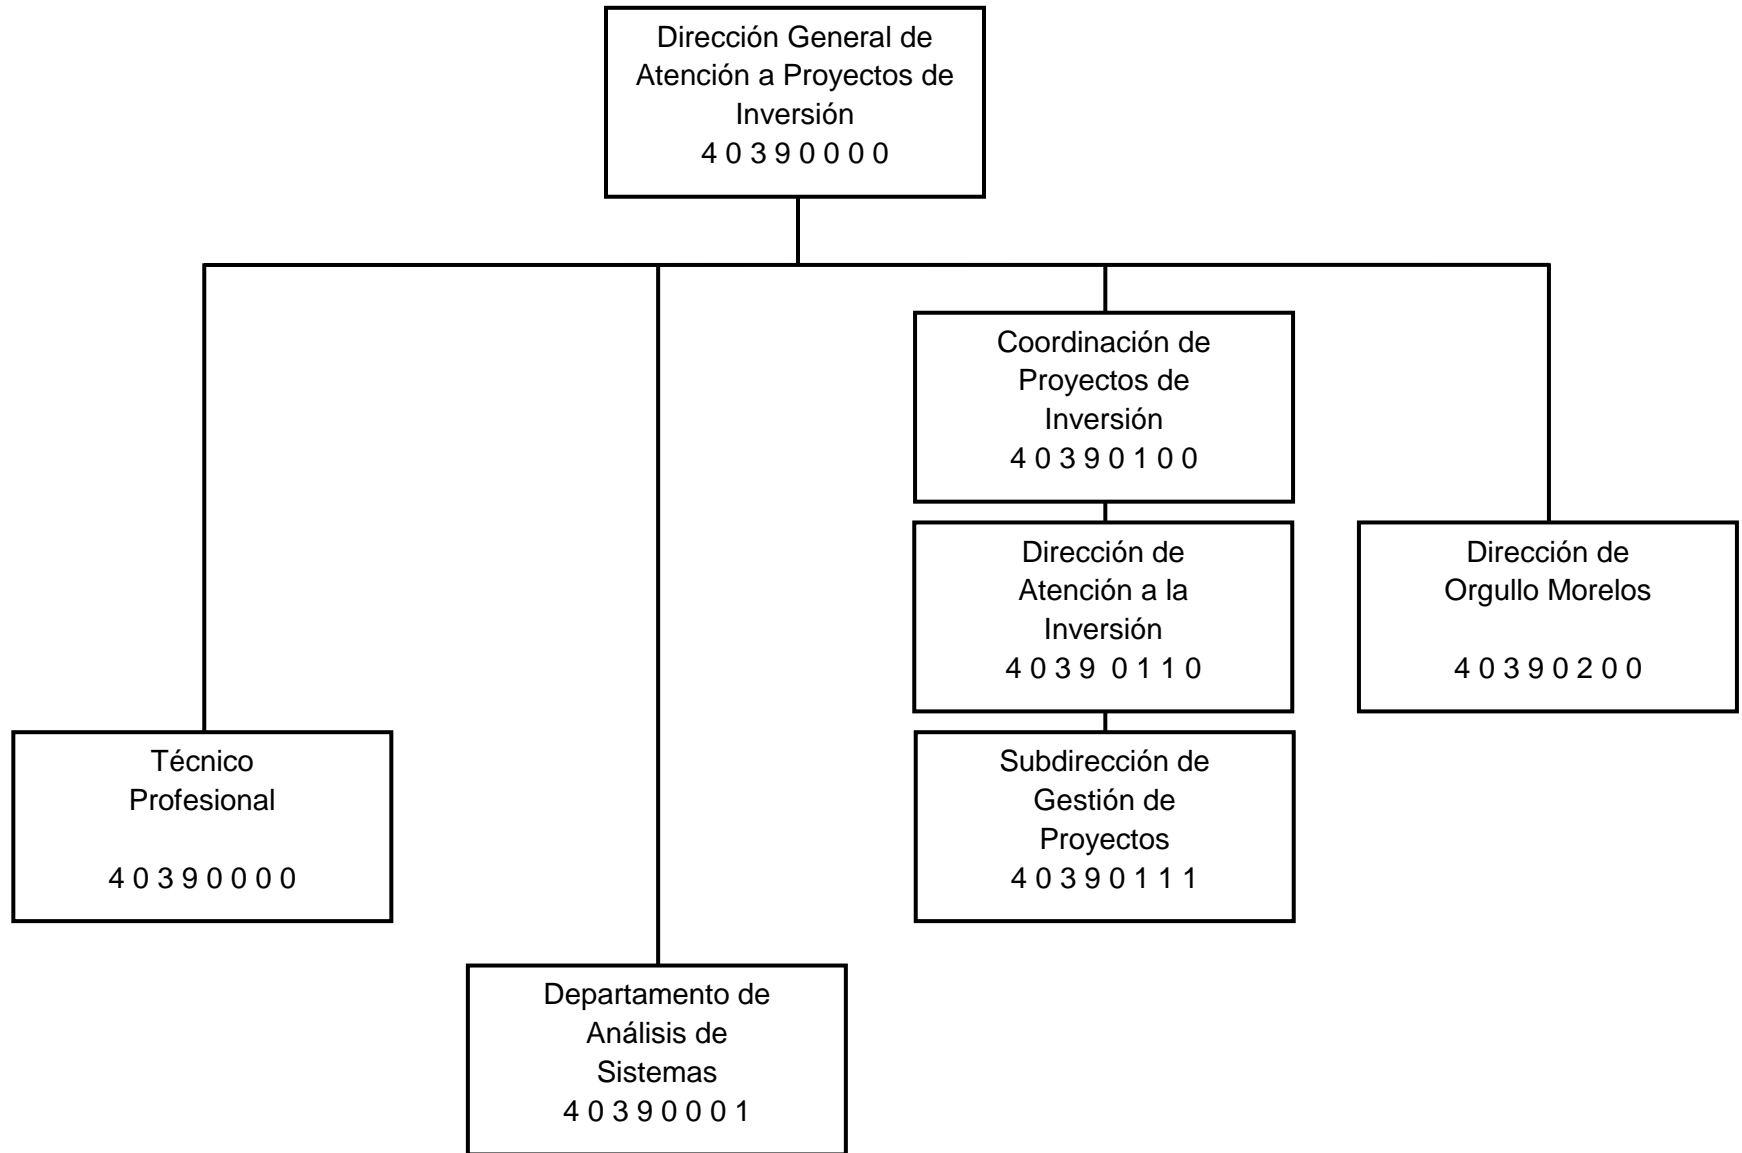 Dirección General de
Atención a Proyectos de
Inversión
4 0 3 9 0 0 0 0
Coordinación de
Proyectos de
Inversión
4 0 3 9 0 1 0 0
Dirección de
Atención a la
Inversión
4 0 3 9 0 1 1 0
Dirección de
Orgullo Morelos
4 0 3 9 0 2 0 0
Técnico
Profesional
4 0 3 9 0 0 0 0
Subdirección de
Gestión de
Proyectos
4 0 3 9 0 1 1 1
Departamento de
Análisis de
Sistemas
4 0 3 9 0 0 0 1